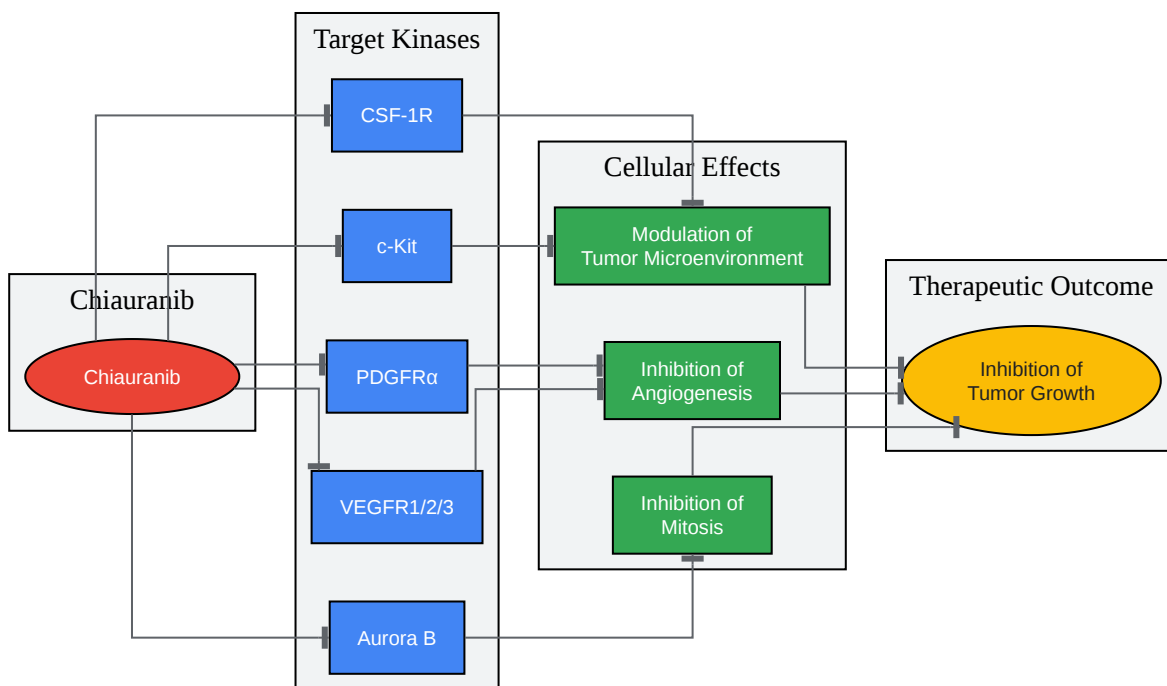 Target Kinases
CSF-1R
c-Kit
PDGFRα
VEGFR1/2/3
Aurora B
Chiauranib
Chiauranib
Cellular Effects
Modulation of
Tumor Microenvironment
Inhibition of
Angiogenesis
Inhibition of
Mitosis
Therapeutic Outcome
Inhibition of
Tumor Growth